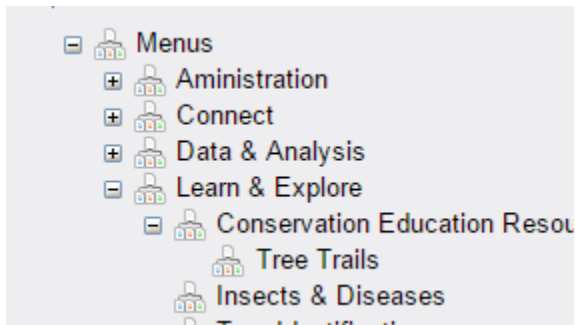 Menus
Aministration
Connect
Data & Analysis
Learn & Explore
Conservation Education Resou
Tree Trails
Insects & Diseases